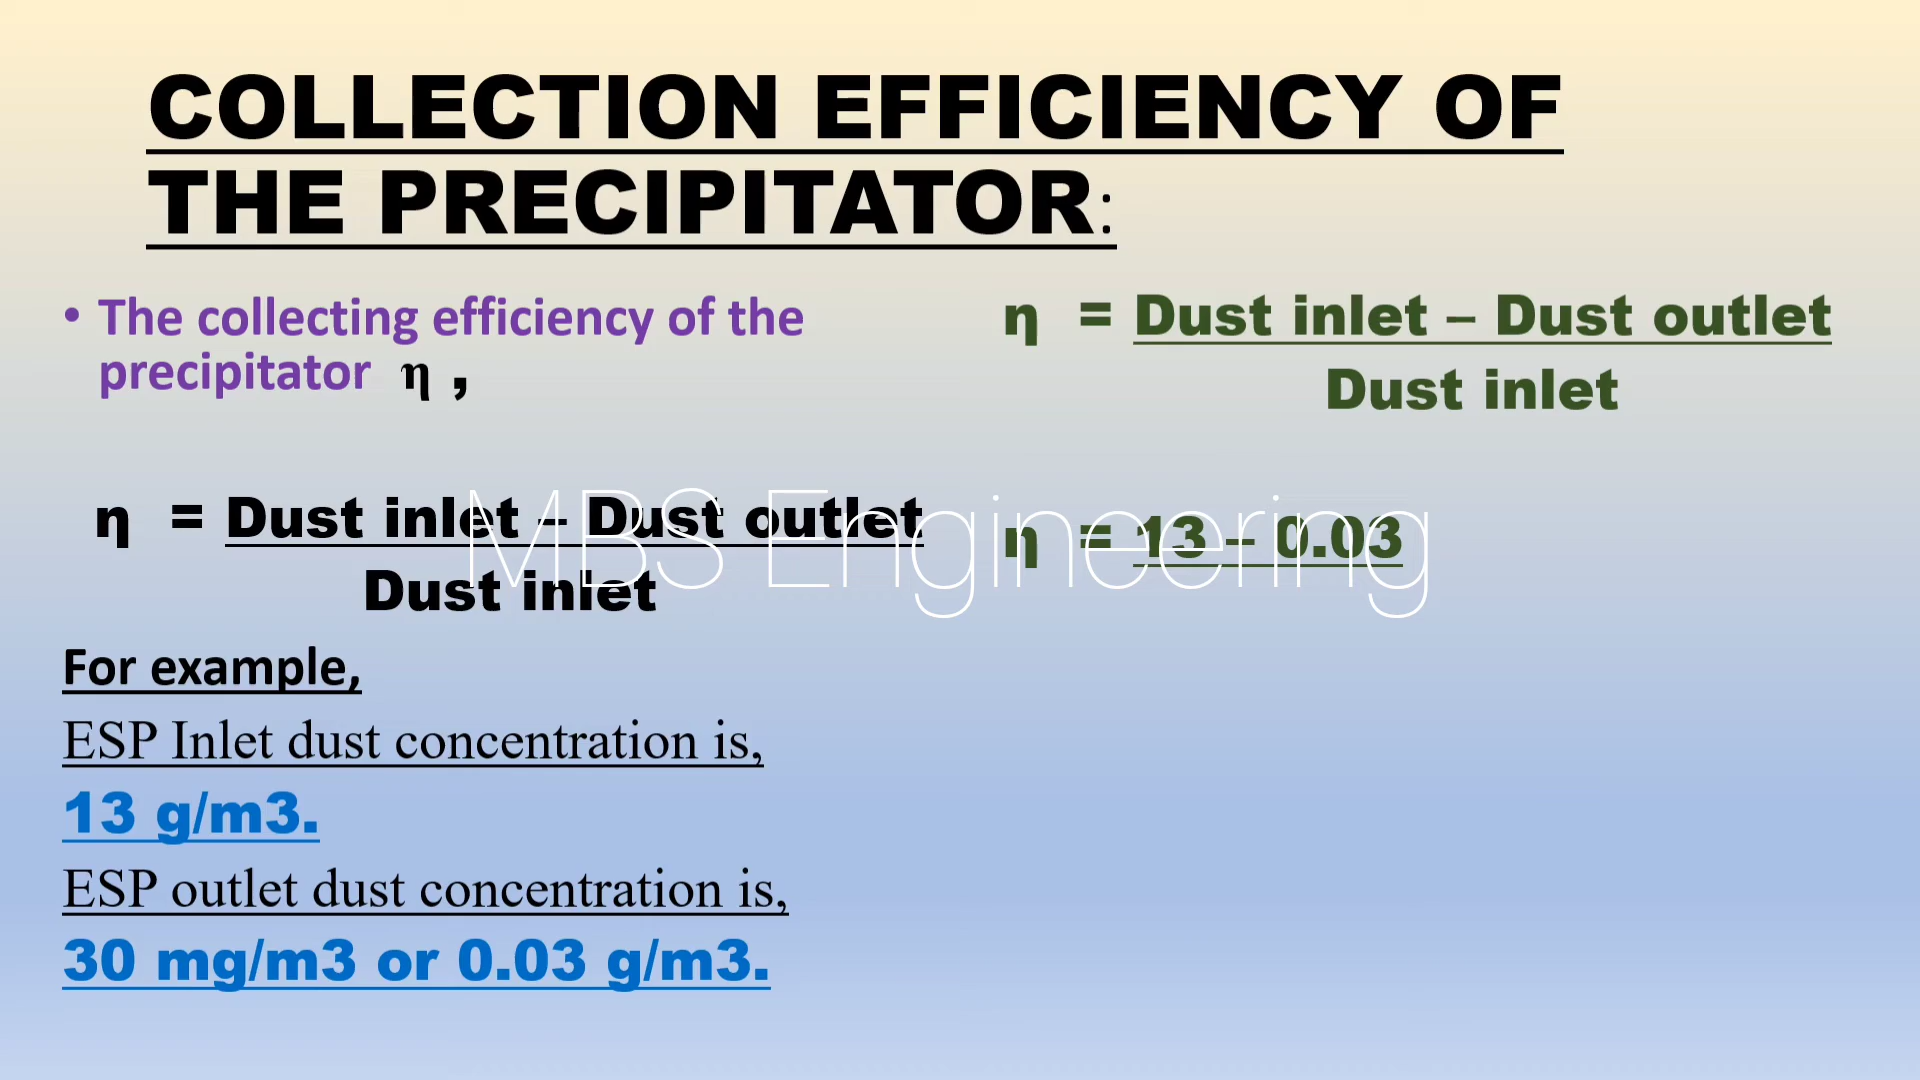 COLLECTION EFFICIENCY OF
THE PRECIPITATOR:
• The collecting efficiency of the
precipitator η ,
η = Dust inlet – Dust outlet
Dust inlet
For example,
ESP Inlet dust concentration is,
13 g/m3.
ESP outlet dust concentration is,
30 mg/m3 or 0.03 g/m3.
η = Dust inlet – Dust outlet
Dust inlet
η = 13 – 0.03
MBS Engineering